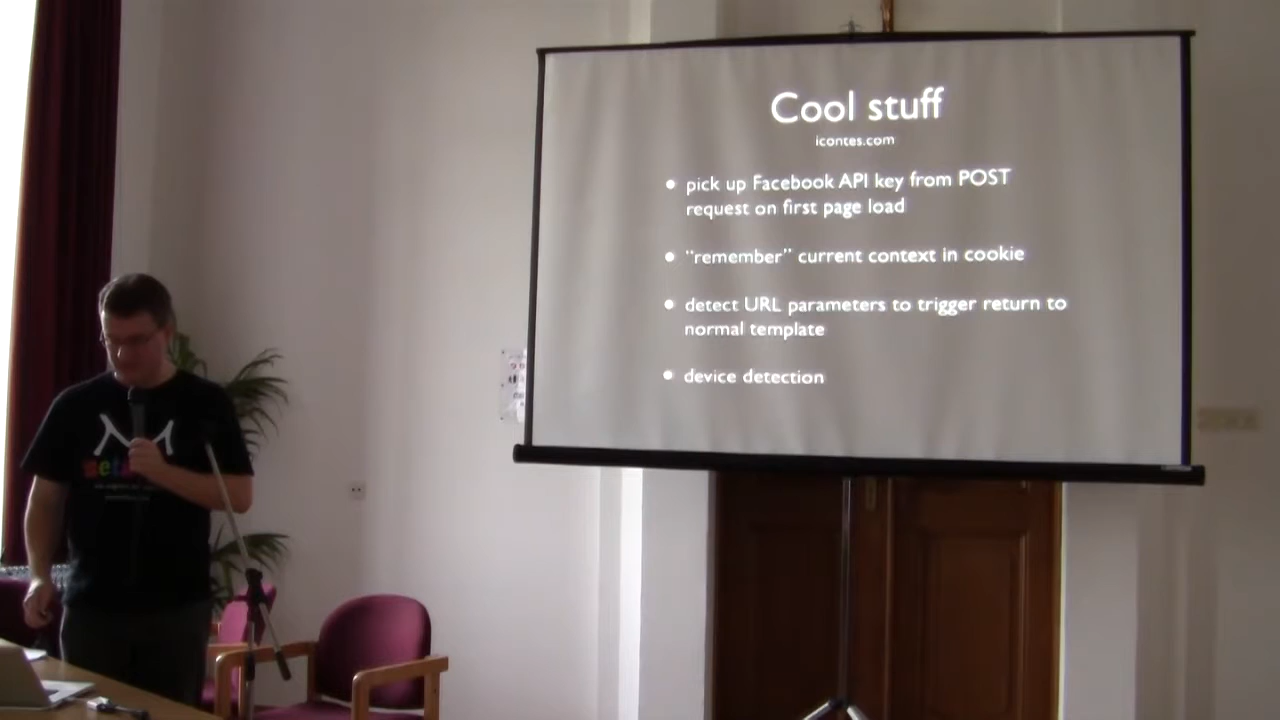 Cool stuff
icontes.com
• pick up Facebook API key from POST
request on first page load
• "remember" current context in cookie
• detect URL parameters to trigger return to
normal template
• device detection